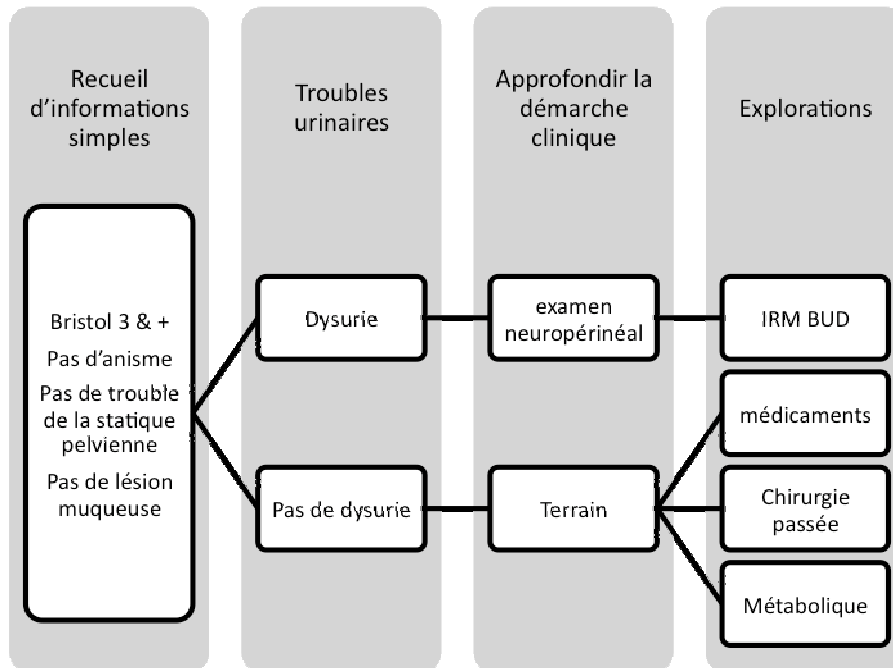 Recueil
d'informations
simples
Troubles
urinaires
Approfondir la
démarche
clinique
Explorations
Bristol 3 & +
Pas d'anisme
Pas de trouble
de la statique
pelvienne
Pas de lésion
muqueuse
Dysurie
examen
neuropérinéal
IRM BUD
médicaments
Pas de dysurie
Terrain
Chirurgie
passée
Métabolique